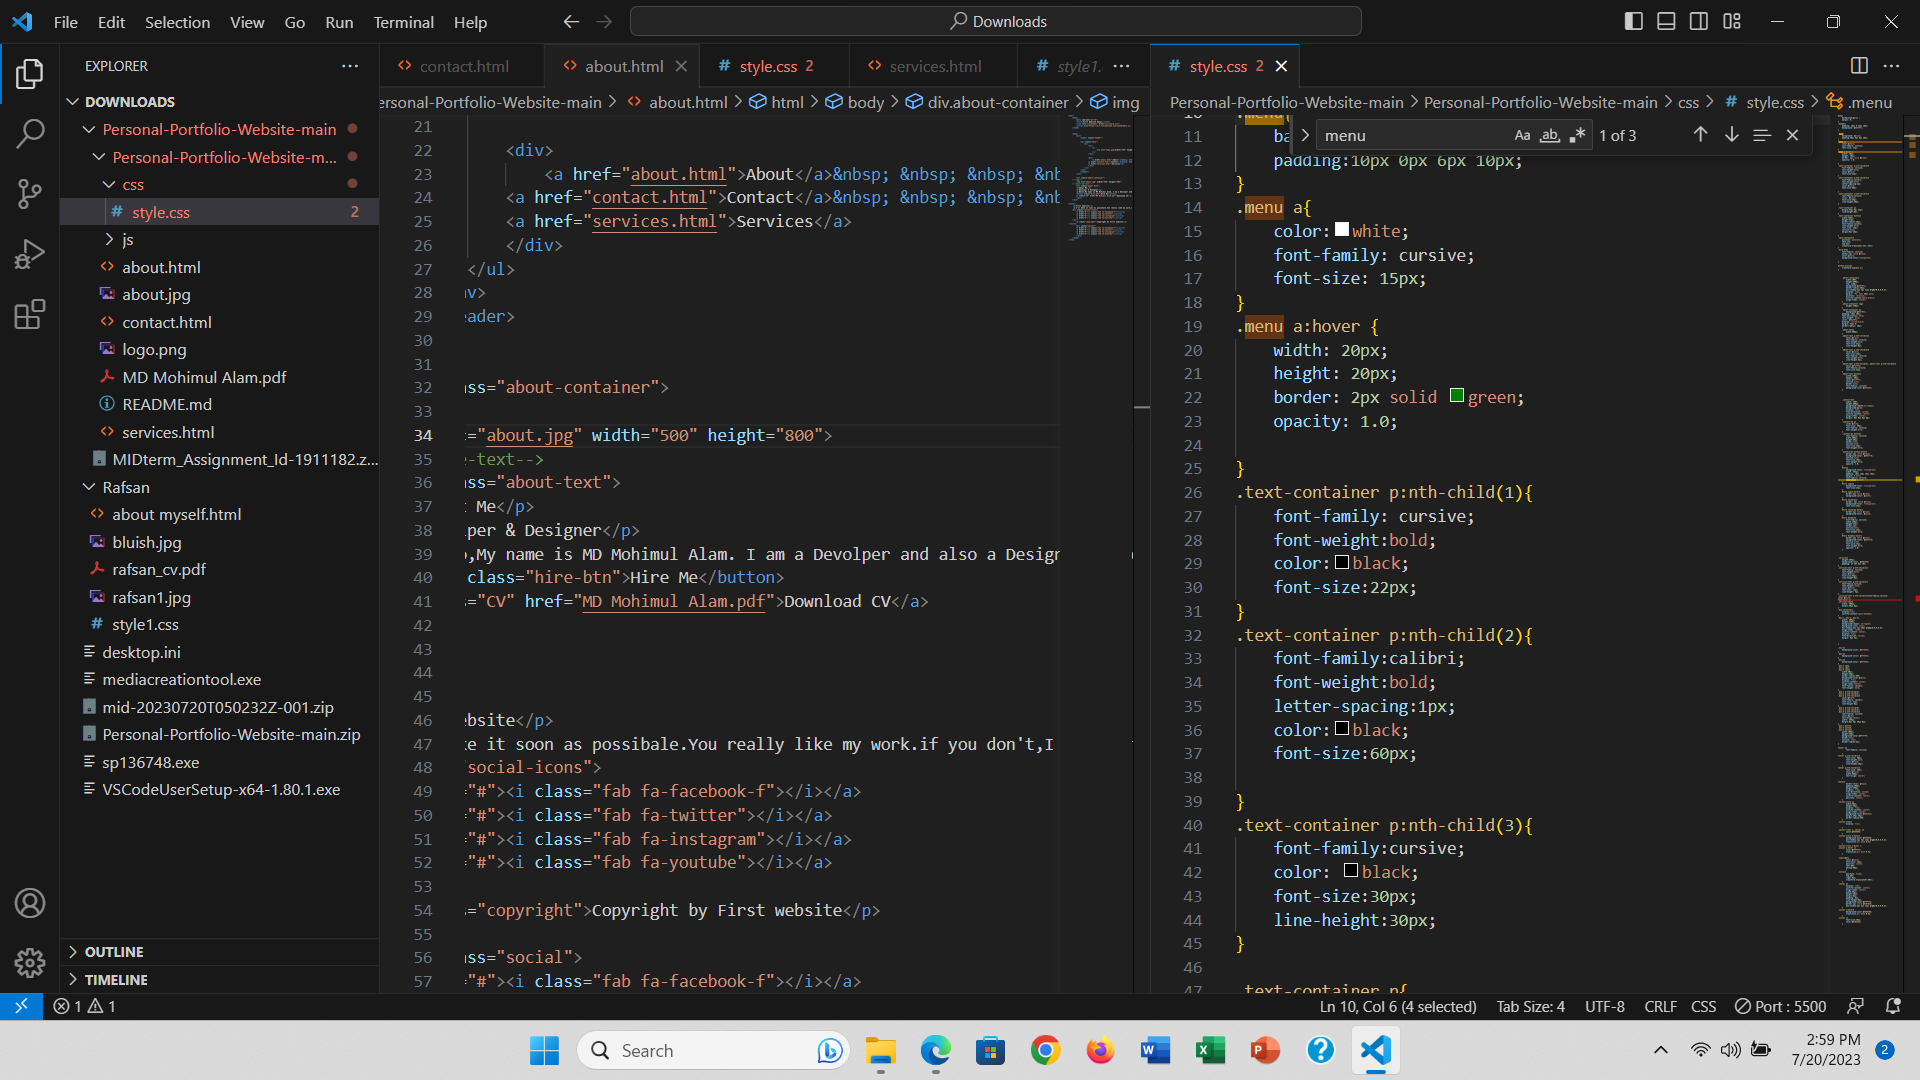 File Edit Selection View Go Run Terminal Help
Downloads
EXPLORER
DOWNLOADS
Personal-Portfolio-Website-main
Personal-Portfolio-Website-m...
css
style.css 2
js
about.html
about.jpg
contact.html
logo.png
MD Mohimul Alam.pdf
README.md
services.html
MIDterm_Assignment_Id-1911182.z...
Rafsan
about myself.html
bluish.jpg
rafsan_cv.pdf
rafsan1.jpg
style1.css
desktop.ini
mediacreationtool.exe
mid-20230720T050232Z-001.zip
Personal-Portfolio-Website-main.zip
sp136748.exe
VSCodeUserSetup-x64-1.80.1.exe
OUTLINE
TIMELINE
contact.html about.html style.css 2 services.html style1.
ersonal-Portfolio-Website-main > about.html > html > body > div.about-container > img
21
22 <div>
23 <a href="about.html">About</a>&nbsp; &nbsp; &nbsp; &nb
24 <a href="contact.html">Contact</a>&nbsp; &nbsp; &nbsp; &nb
25 <a href="services.html">Services</a>
26 </div>
27 </ul>
28 v>
29 ader>
30
31
32 ss="about-container">
33
34 "about.jpg" width="500" height="800">
35 -text-->
36 ss="about-text">
37 Me</p>
38 per & Designer</p>
39 ,My name is MD Mohimul Alam. I am a Devolper and also a Design
40 class="hire-btn">Hire Me</button>
41 ="CV" href="MD Mohimul Alam.pdf">Download CV</a>
42
43
44
45
46 bsite</p>
47 te it soon as possibale.You really like my work.if you don't,I
48 "social-icons">
49 ="#"><i class="fab fa-facebook-f"></i></a>
50 ="#"><i class="fab fa-twitter"></i></a>
51 ="#"><i class="fab fa-instagram"></i></a>
52 ="#"><i class="fab fa-youtube"></i></a>
53
54 ="copyright">Copyright by First website</p>
55
56 ss="social">
57 ="#"><i class="fab fa-facebook-f"></i></a>
style.css 2
Personal-Portfolio-Website-main > Personal-Portfolio-Website-main > css > style.css > .menu
menu Aa ab 1 of 3
10 .menu{
11 ba
12 padding:10px 0px 6px 10px;
13 }
14 .menu a{
15 color:white;
16 font-family: cursive;
17 font-size: 15px;
18 }
19 .menu a:hover {
20 width: 20px;
21 height: 20px;
22 border: 2px solid green;
23 opacity: 1.0;
24
25 }
26 .text-container p:nth-child(1){
27 font-family: cursive;
28 font-weight:bold;
29 color:black;
30 font-size:22px;
31 }
32 .text-container p:nth-child(2){
33 font-family:calibri;
34 font-weight:bold;
35 letter-spacing:1px;
36 color:black;
37 font-size:60px;
38
39 }
40 .text-container p:nth-child(3){
41 font-family:cursive;
42 color: black;
43 font-size:30px;
44 line-height:30px;
45 }
46
47 .text-container p{
1 1 Ln 10, Col 6 (4 selected) Tab Size: 4 UTF-8 CRLF CSS Port : 5500
Search
2:59 PM
7/20/2023 2